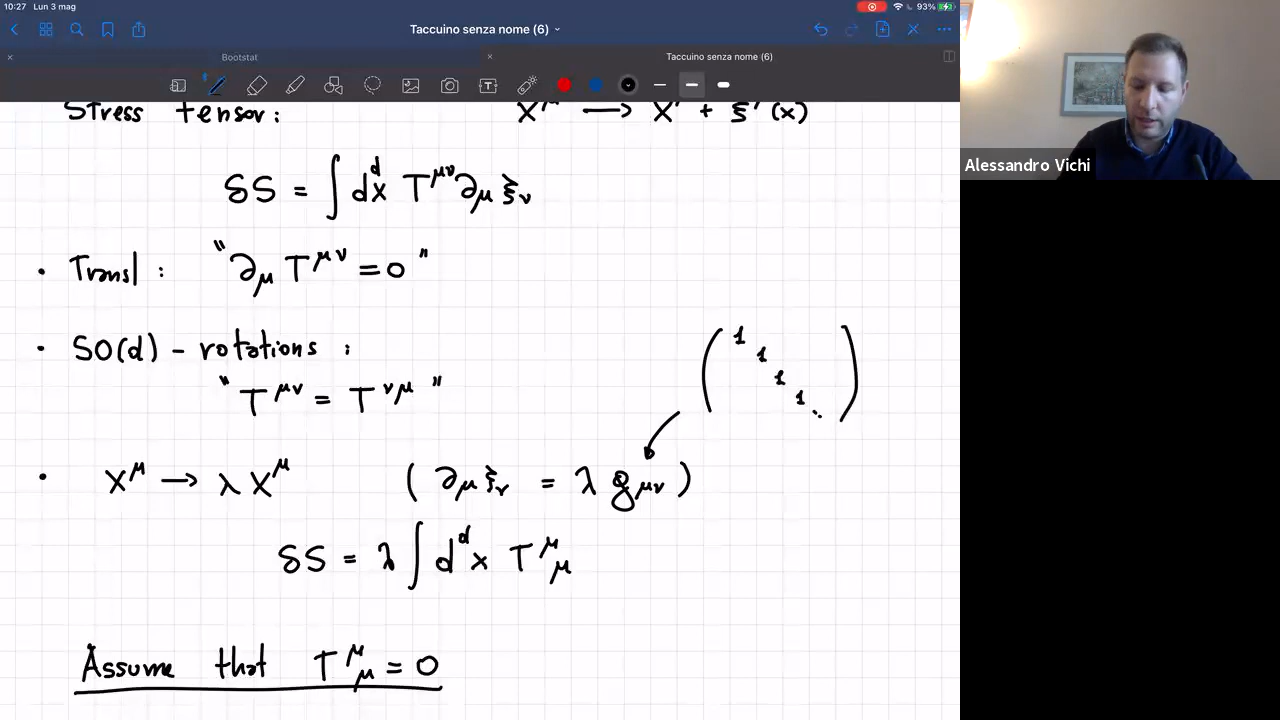 10:27 Lun 3 mag 93%
Taccuino senza nome (6)
Bootstat
Taccuino senza nome (6)
Stress tensor: x^μ → x^μ + ξ^μ(x)
δS = ∫ d^d x T^{μν} ∂_μ ξ_ν
• Transl : " ∂_μ T^{μν} = 0 "
• SO(d) - rotations :
" T^{μν} = T^{νμ} "
( 1 1 1 1 ⋱ )
• x^μ → λ x^μ ( ∂_μ ξ_ν = λ g_{μν} )
δS = λ ∫ d^d x T^μ_μ
Assume that T^μ_μ = 0
Alessandro Vichi